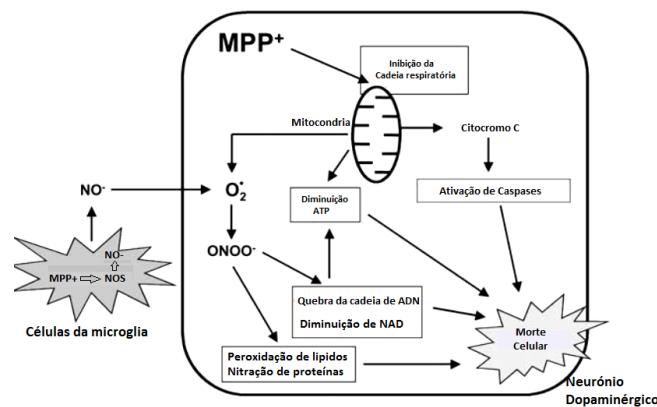 MPP⁺
Inibição da
Cadeia respiratória
Mitocondria
Citocromo C
NO⁻
O₂•
Diminuição
ATP
Ativação de Caspases
ONOO⁻
NO-
MPP+ NOS
Células da microglia
Quebra da cadeia de ADN
Diminuição de NAD
Morte
Celular
Peroxidação de lipidos
Nitração de proteínas
Neurónio
Dopaminérgico